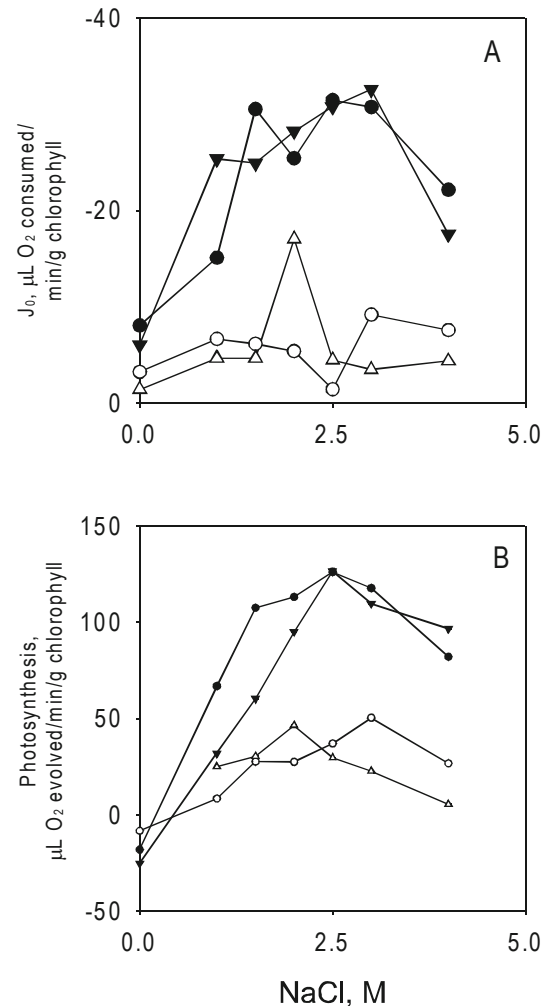 -40
A
-20
0
0.0 2.5 5.0
J₀, µL O₂ consumed/
min/g chlorophyll
150
B
100
50
0
-50
0.0 2.5 5.0
Photosynthesis,
µL O₂ evolved/min/g chlorophyll
NaCl, M